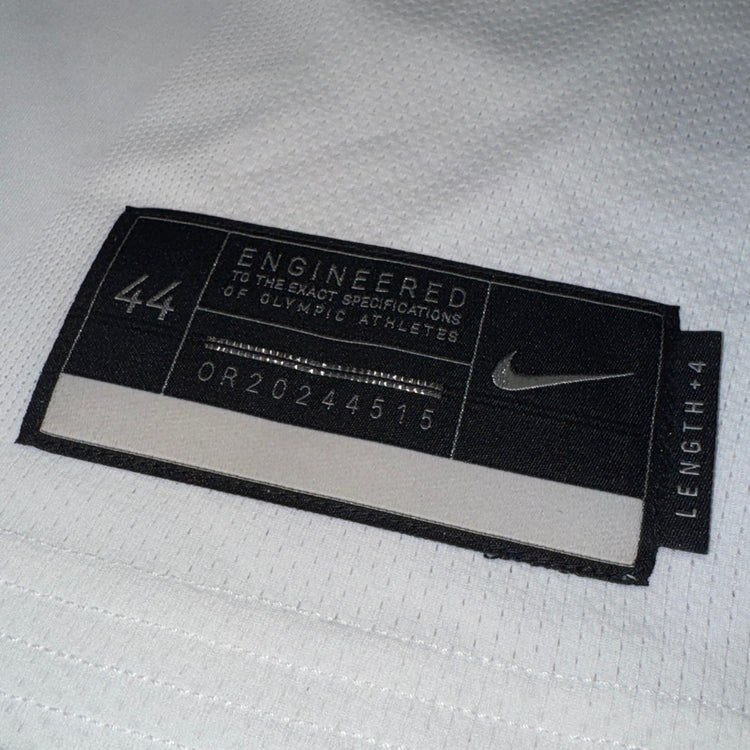 44
ENGINEERED
TO THE EXACT SPECIFICATIONS
OF OLYMPIC ATHLETES
OR20244515
LENGTH +4